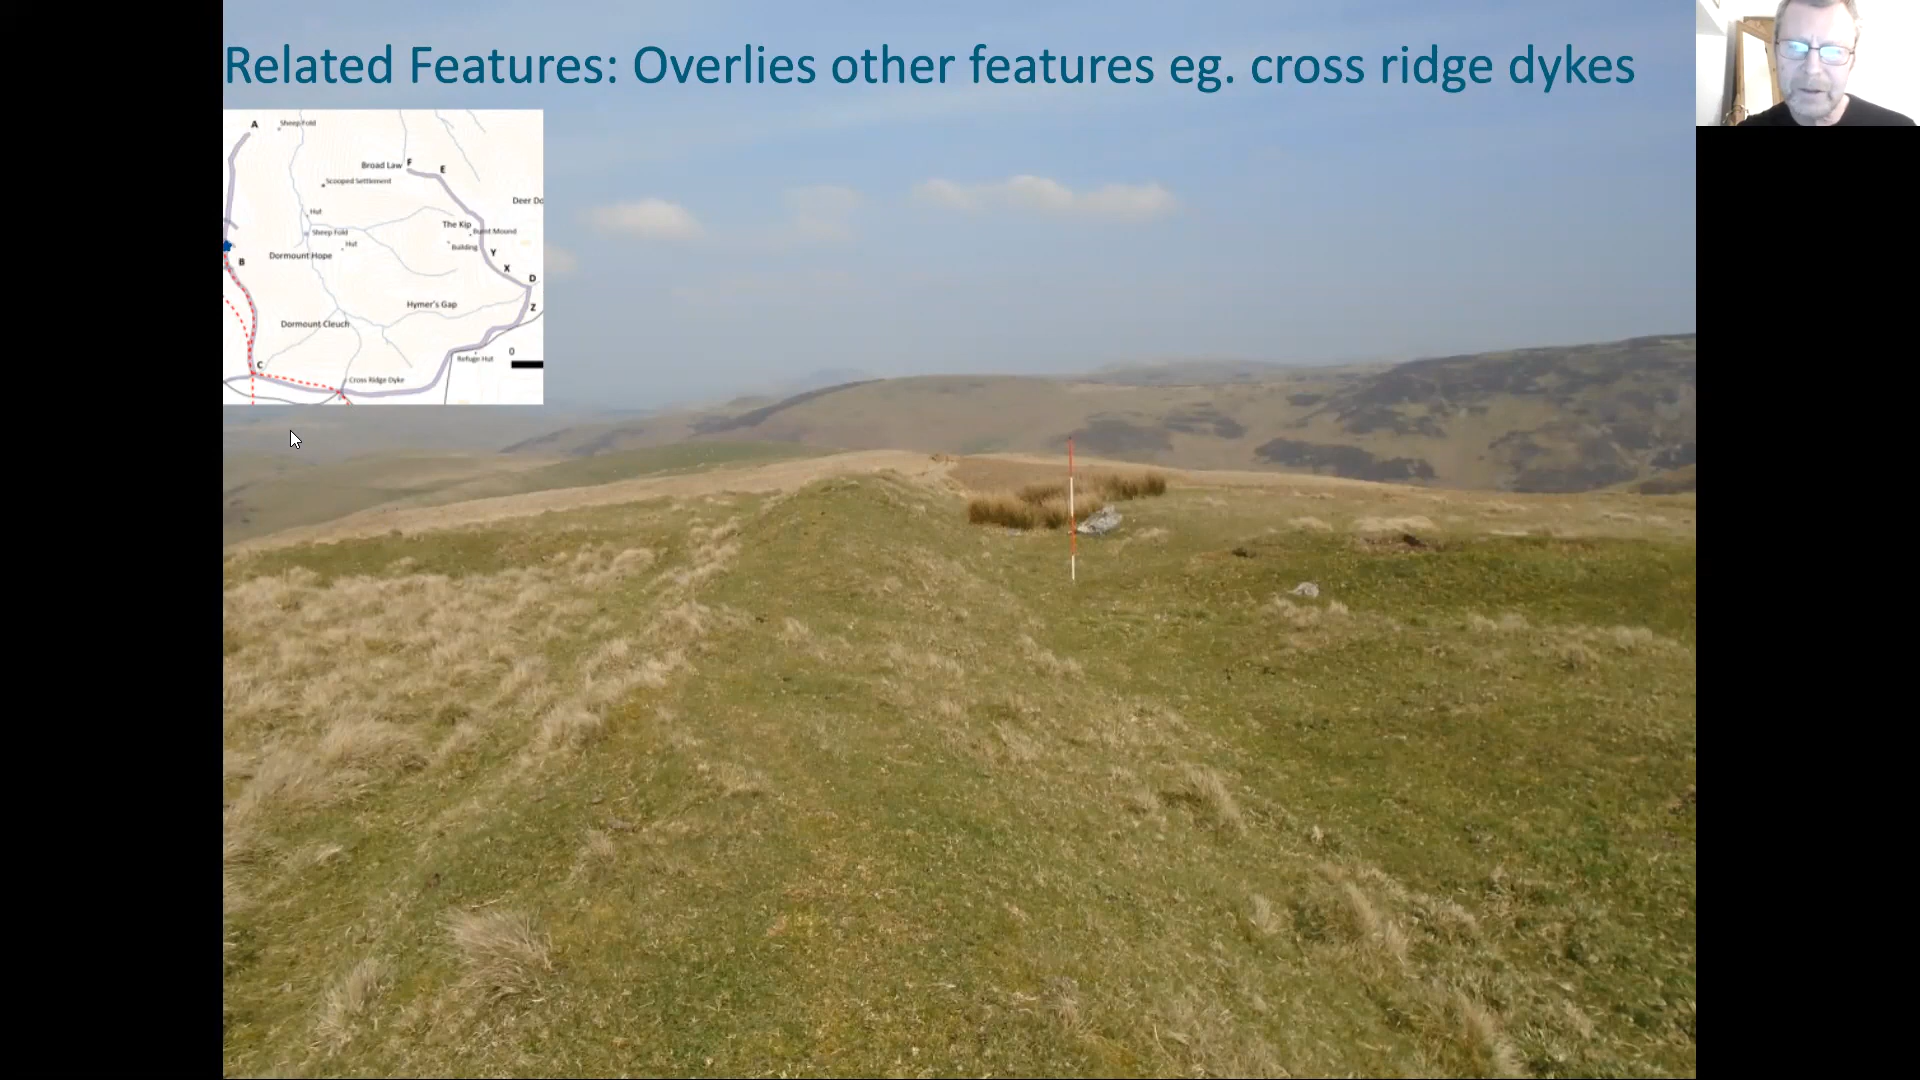 Related Features: Overlies other features eg. cross ridge dykes
A
Sheep Fold
Broad Law
F
E
Scooped Settlement
Deer Do
Hut
The Kip
Burnt Mound
Sheep Fold
Hut
Building
Dormount Hope
Y
B
X
D
Hymer's Gap
Z
Dormount Cleuch
0
Refuge Hut
C
Cross Ridge Dyke